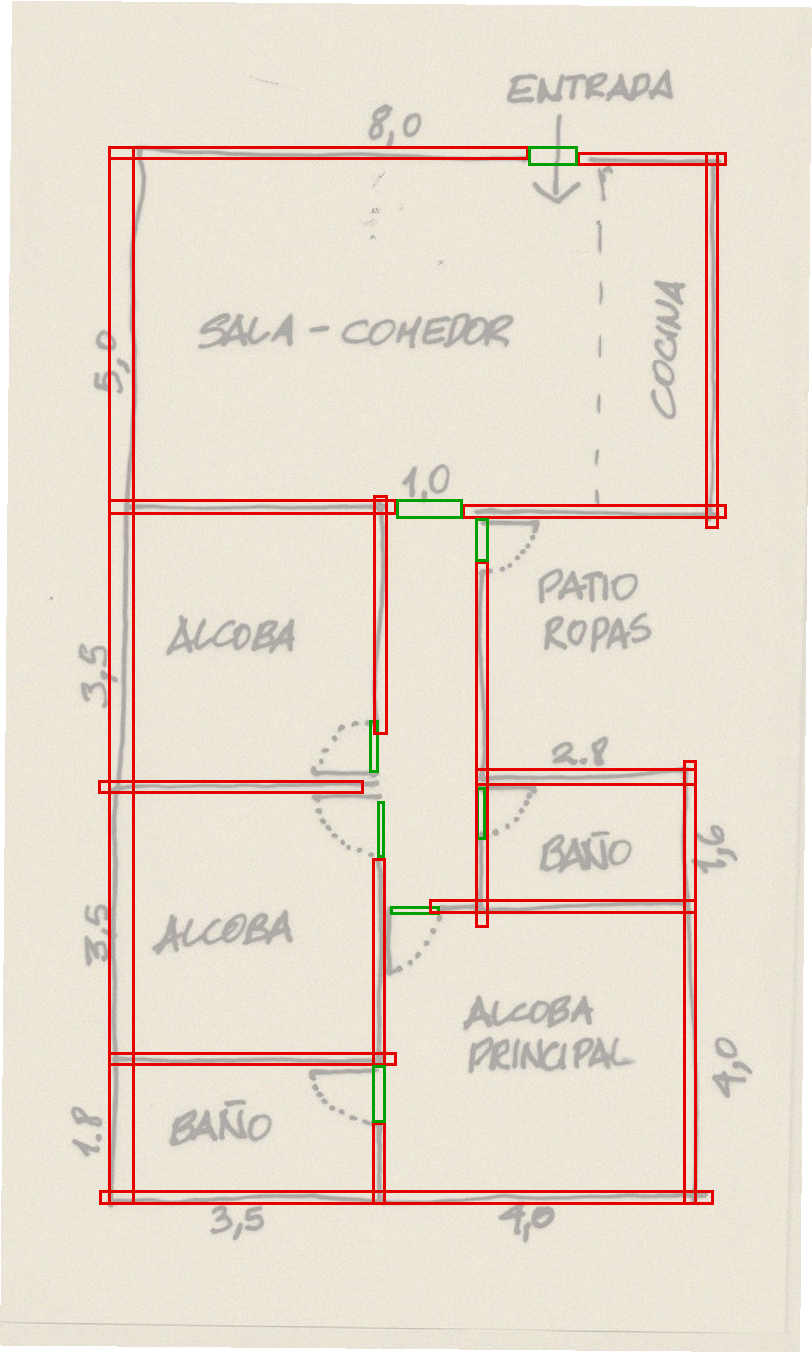 ENTRADA
8,0
5,0
SALA - COMEDOR
COCINA
1,0
ALCOBA
PATIO
ROPAS
3,5
2.8
BAÑO
1,6
3,5
ALCOBA
ALCOBA
PRINCIPAL
4,0
1.8
BAÑO
3,5
4,0